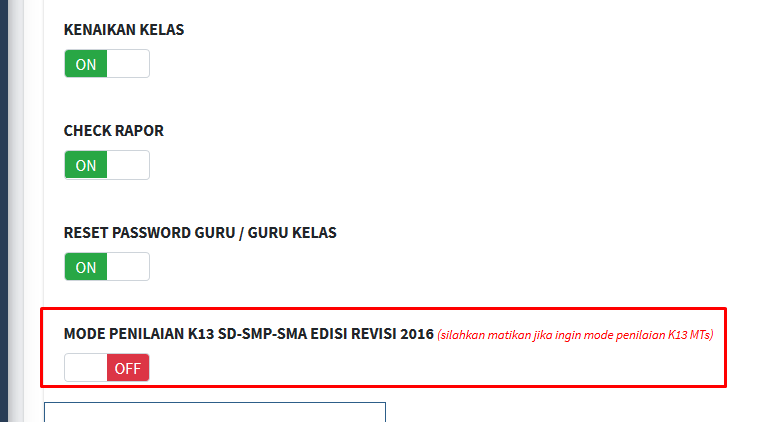 KENAIKAN KELAS
ON
CHECK RAPOR
ON
RESET PASSWORD GURU / GURU KELAS
ON
MODE PENILAIAN K13 SD-SMP-SMA EDISI REVISI 2016 (silahkan matikan jika ingin mode penilaian K13 MTs)
OFF